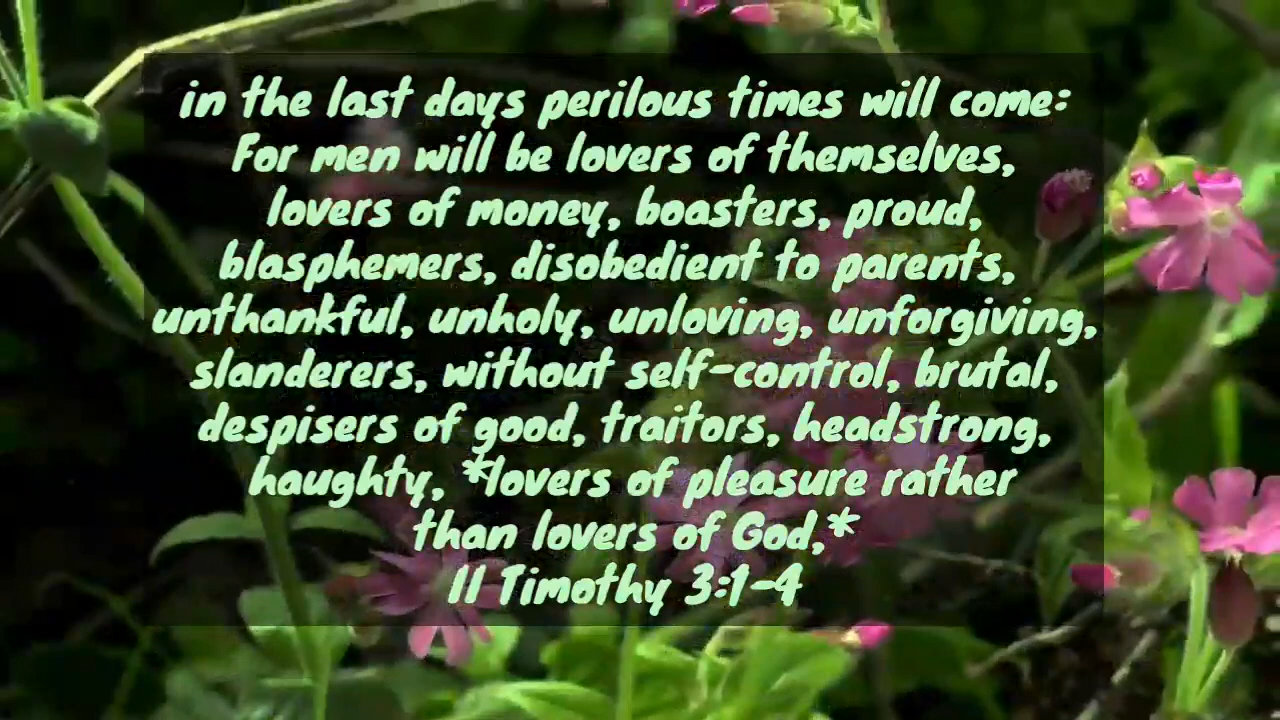 in the last days perilous times will come:
For men will be lovers of themselves,
lovers of money, boasters, proud,
blasphemers, disobedient to parents,
unthankful, unholy, unloving, unforgiving,
slanderers, without self-control, brutal,
despisers of good, traitors, headstrong,
haughty, *lovers of pleasure rather
than lovers of God,*
II Timothy 3:1-4